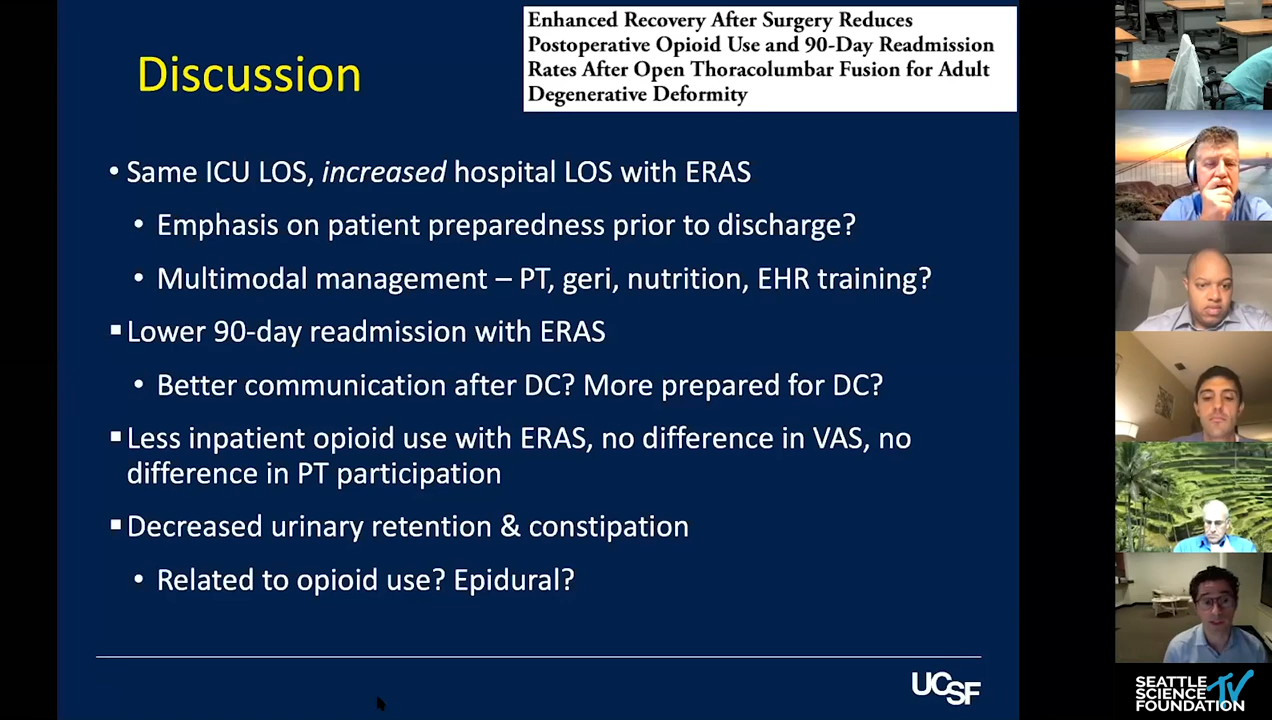 Enhanced Recovery After Surgery Reduces
Postoperative Opioid Use and 90-Day Readmission
Rates After Open Thoracolumbar Fusion for Adult
Degenerative Deformity
Discussion
• Same ICU LOS, increased hospital LOS with ERAS
• Emphasis on patient preparedness prior to discharge?
• Multimodal management – PT, geri, nutrition, EHR training?
▪ Lower 90-day readmission with ERAS
• Better communication after DC? More prepared for DC?
▪ Less inpatient opioid use with ERAS, no difference in VAS, no
difference in PT participation
▪ Decreased urinary retention & constipation
• Related to opioid use? Epidural?
UCSF
SEATTLE
SCIENCE
FOUNDATION
TV